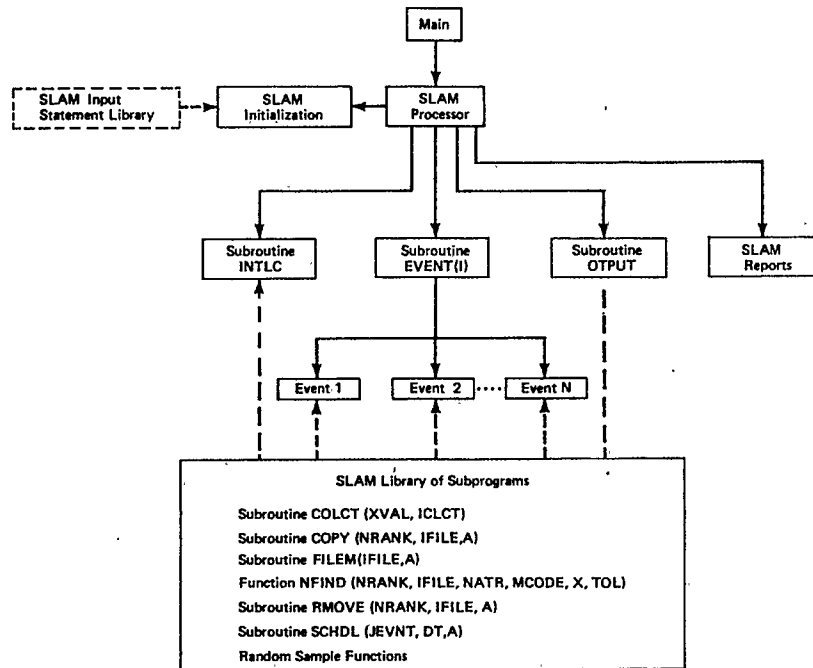 Main
SLAM Input
Statement Library
SLAM
Initialization
SLAM
Processor
Subroutine
INTLC
Subroutine
EVENT(I)
Subroutine
OTPUT
SLAM
Reports
Event 1
Event 2
Event N
SLAM Library of Subprograms
Subroutine COLCT (XVAL, ICLCT)
Subroutine COPY (NRANK, IFILE,A)
Subroutine FILEM(IFILE,A)
Function NFIND (NRANK, IFILE, NATR, MCODE, X, TOL)
Subroutine RMOVE (NRANK, IFILE, A)
Subroutine SCHDL (JEVNT, DT,A)
Random Sample Functions